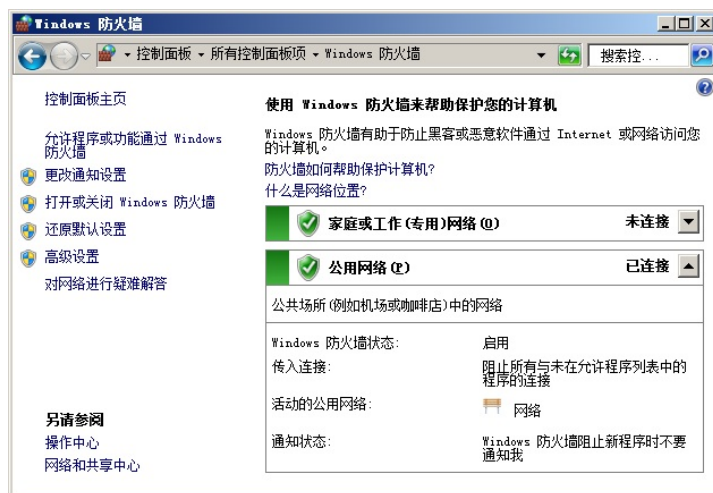 Windows 防火墙
控制面板 所有控制面板项 Windows 防火墙
搜索控...
控制面板主页
允许程序或功能通过 Windows
防火墙
更改通知设置
打开或关闭 Windows 防火墙
还原默认设置
高级设置
对网络进行疑难解答
另请参阅
操作中心
网络和共享中心
使用 Windows 防火墙来帮助保护您的计算机
Windows 防火墙有助于防止黑客或恶意软件通过 Internet 或网络访问您
的计算机。
防火墙如何帮助保护计算机?
什么是网络位置?
家庭或工作(专用)网络(O) 未连接
公用网络(P) 已连接
公共场所(例如机场或咖啡店)中的网络
Windows 防火墙状态: 启用
传入连接: 阻止所有与未在允许程序列表中的
程序的连接
活动的公用网络: 网络
通知状态: Windows 防火墙阻止新程序时不要
通知我